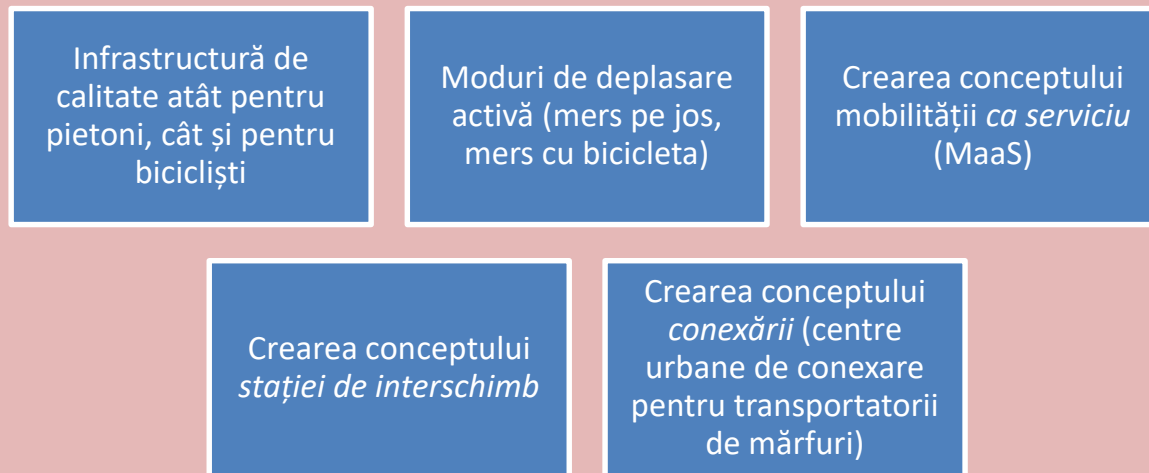 Infrastructură de
calitate atât pentru
pietoni, cât și pentru
bicicliști
Moduri de deplasare
activă (mers pe jos,
mers cu bicicleta)
Crearea conceptului
mobilității ca serviciu
(MaaS)
Crearea conceptului
stației de interschimb
Crearea conceptului
conexării (centre
urbane de conexare
pentru transportatorii
de mărfuri)